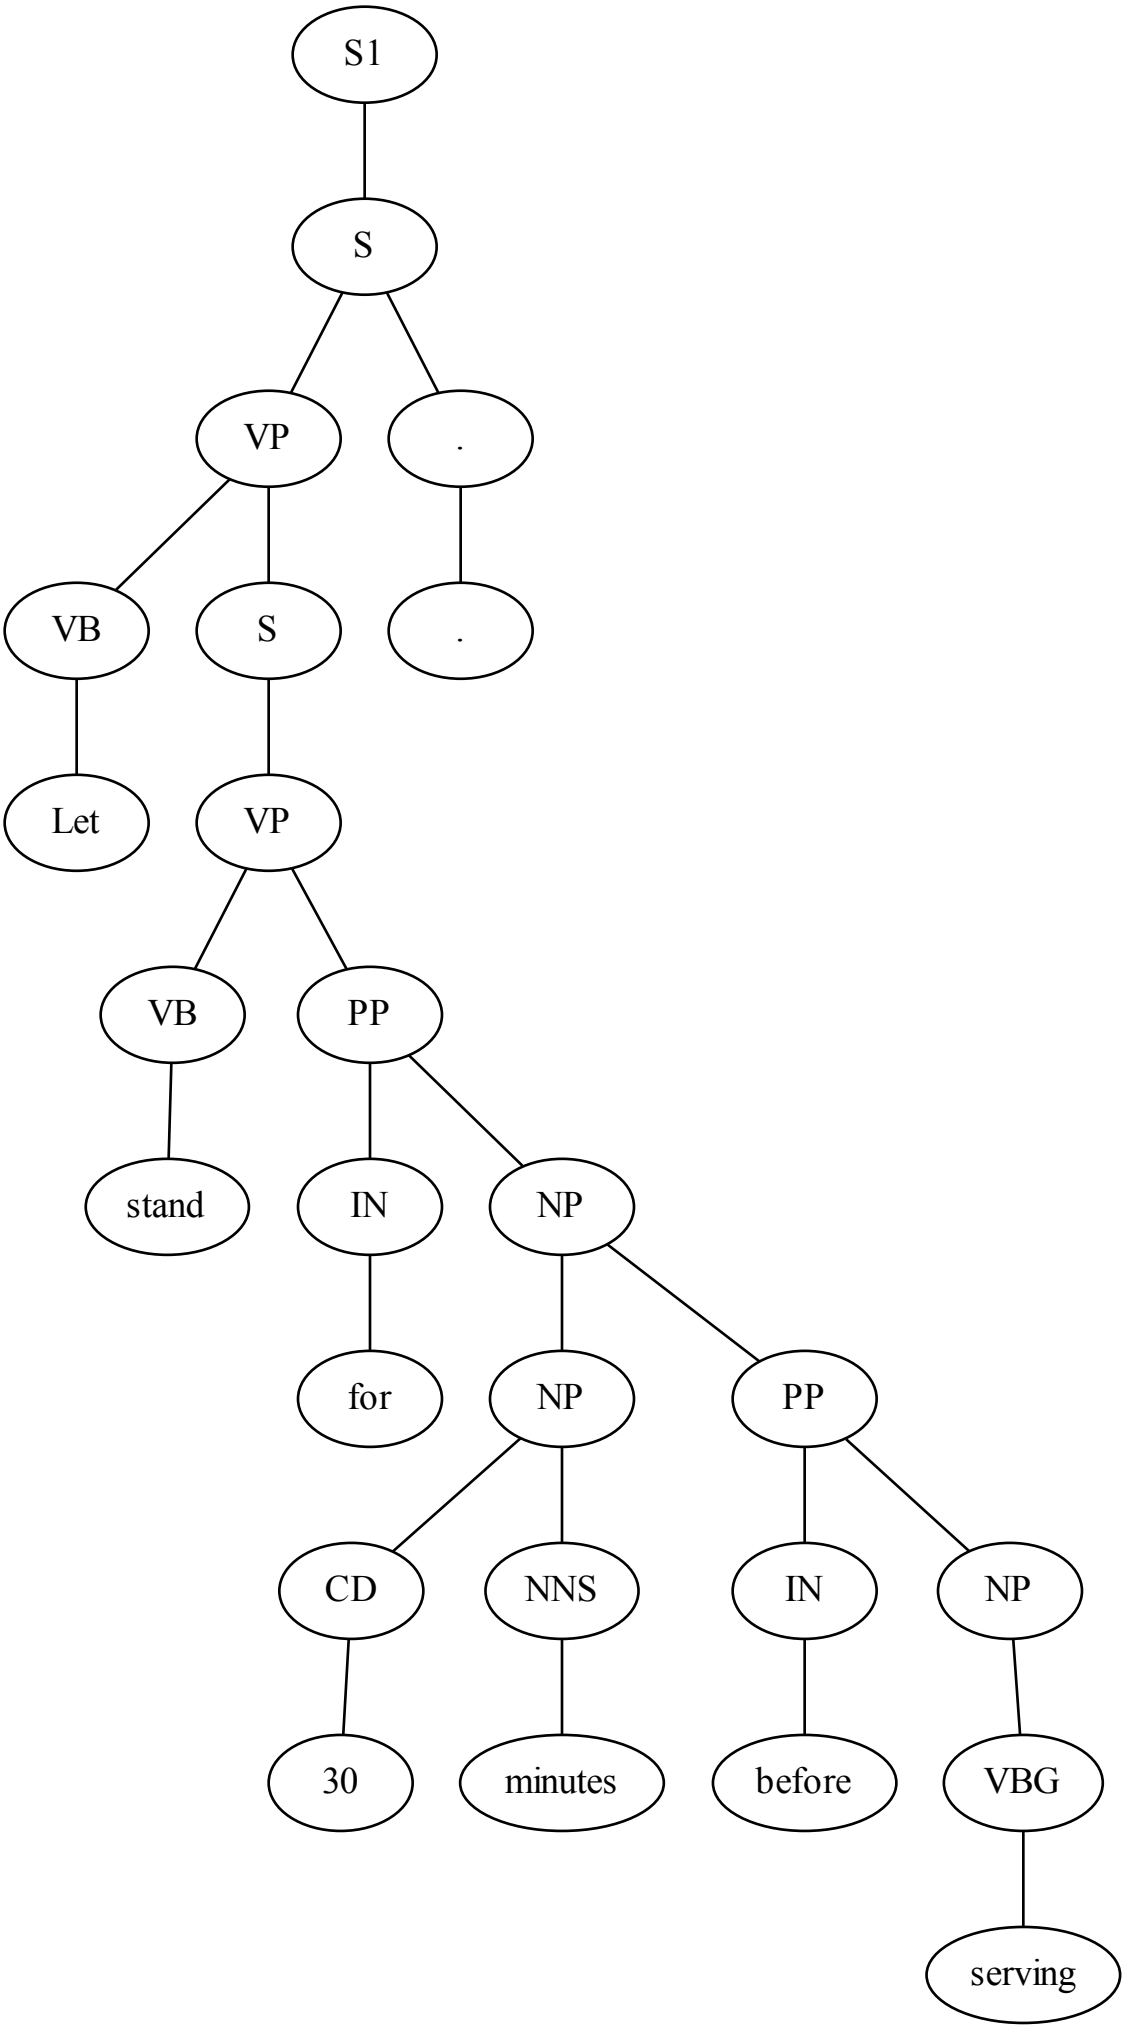 S1
S
VP .
VB S .
Let VP
VB PP
stand IN NP
for NP PP
CD NNS IN NP
30 minutes before VBG
serving